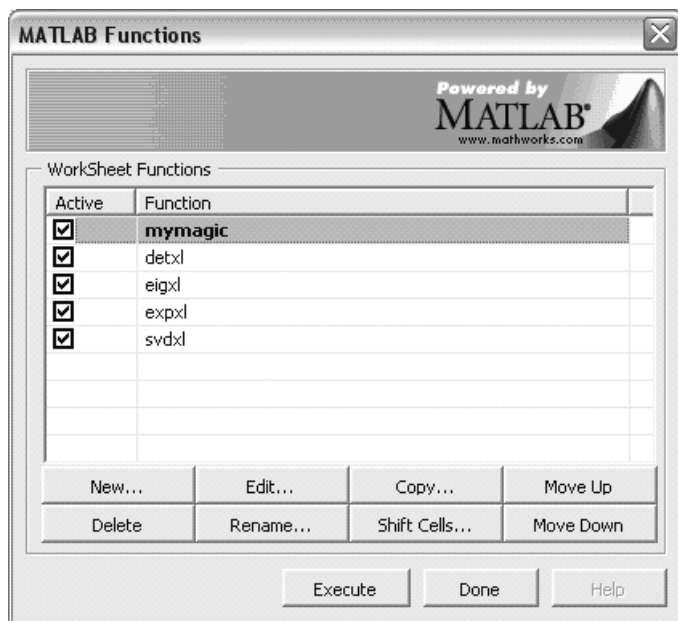 MATLAB Functions
Powered by
MATLAB®
www.mathworks.com
WorkSheet Functions
Active Function
mymagic
detxl
eigxl
expxl
svdxl
New... Edit... Copy... Move Up
Delete Rename... Shift Cells... Move Down
Execute Done Help